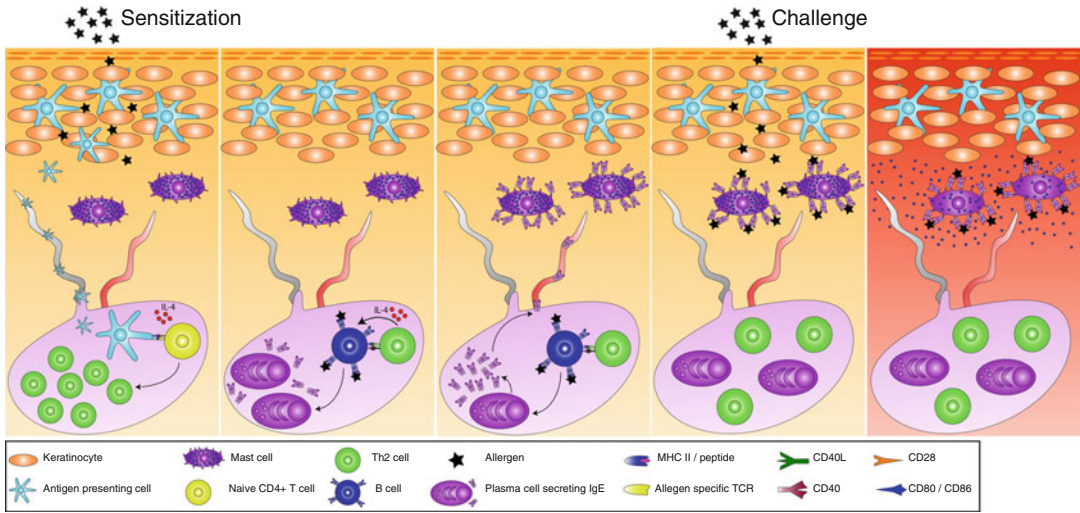 Sensitization
Challenge
IL-4
IL-4
Keratinocyte
Mast cell
Th2 cell
Allergen
MHC II / peptide
CD40L
CD28
Antigen presenting cell
Naive CD4+ T cell
B cell
Plasma cell secreting IgE
Allegen specific TCR
CD40
CD80 / CD86